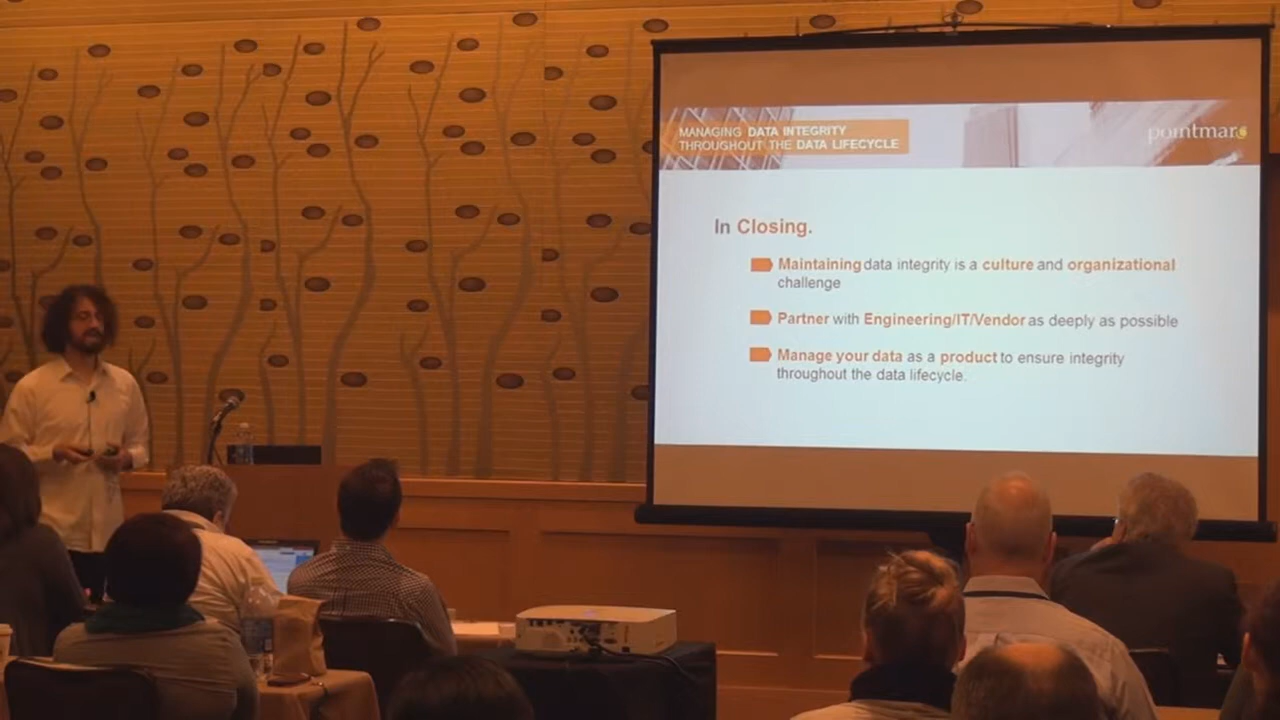 MANAGING DATA INTEGRITY
THROUGHOUT THE DATA LIFECYCLE
pointmarc
In Closing.
Maintaining data integrity is a culture and organizational
challenge
Partner with Engineering/IT/Vendor as deeply as possible
Manage your data as a product to ensure integrity
throughout the data lifecycle.